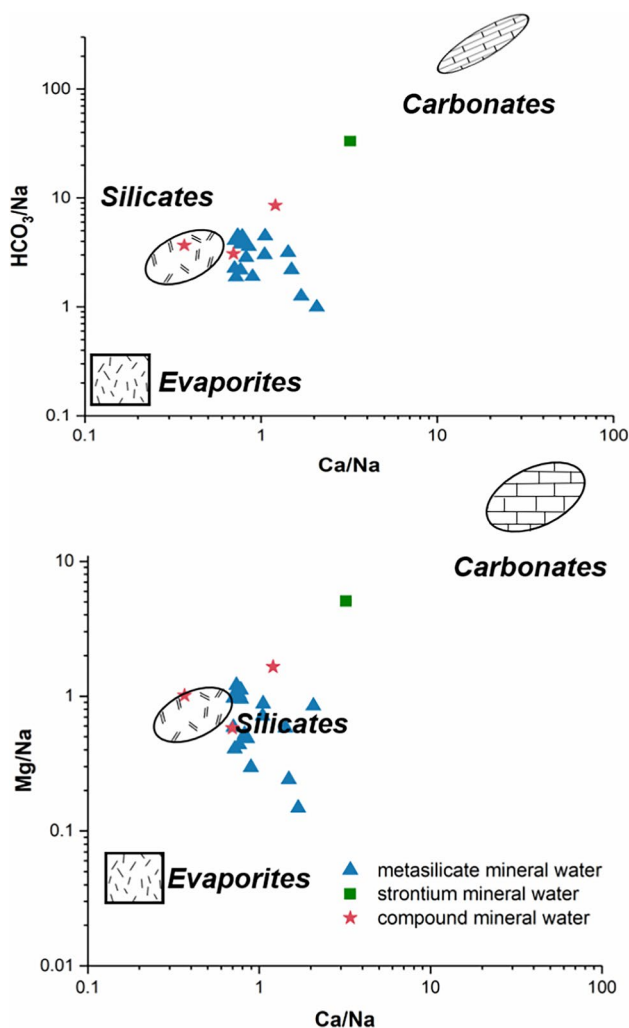 100
10
1
0.1
HCO₃/Na
Carbonates
Silicates
Evaporites
0.1
1
10
100
Ca/Na
10
1
0.1
0.01
Mg/Na
Carbonates
Silicates
Evaporites
metasilicate mineral water
strontium mineral water
compound mineral water
0.1
1
10
100
Ca/Na